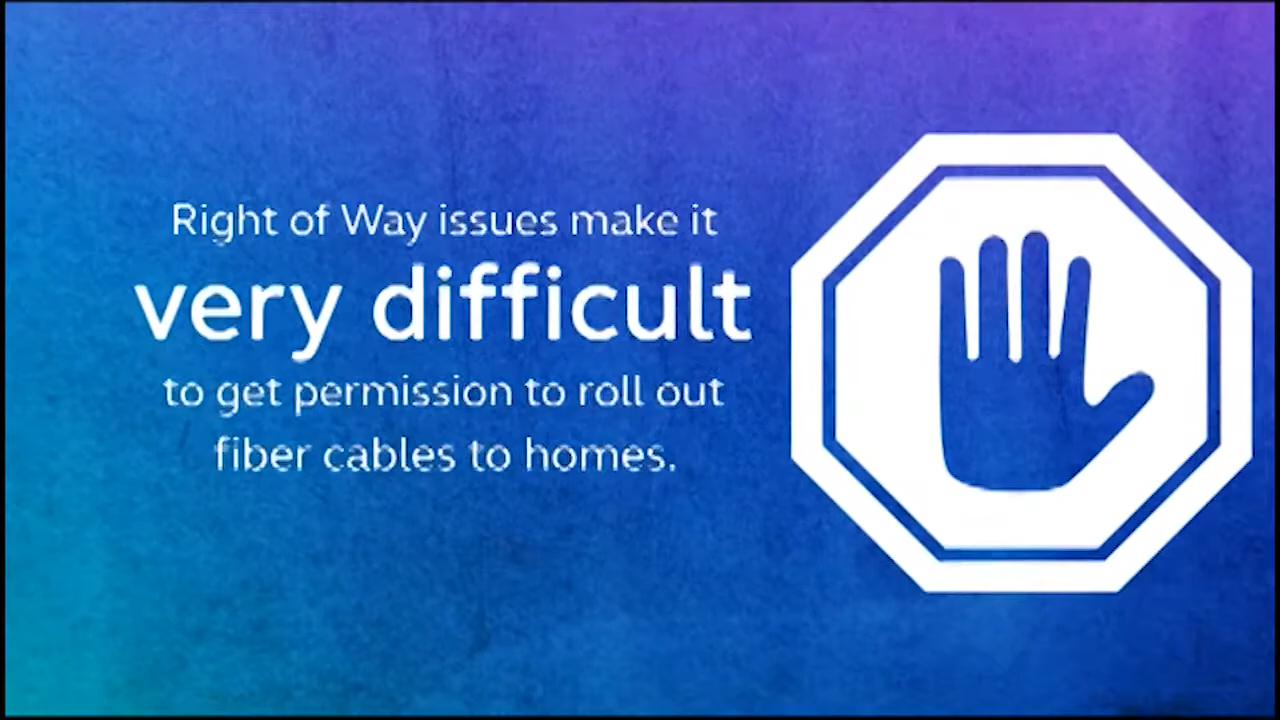 Right of Way issues make it
very difficult
to get permission to roll out
fiber cables to homes.